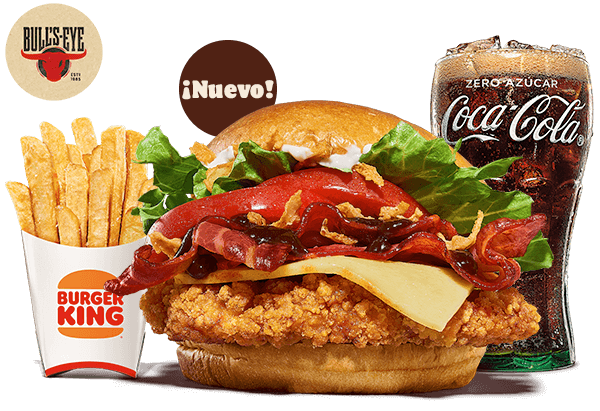 BULL'S-EYE
ESTD
1985
¡Nuevo!
ZERO AZÚCAR
Coca-Cola®
BURGER
KING